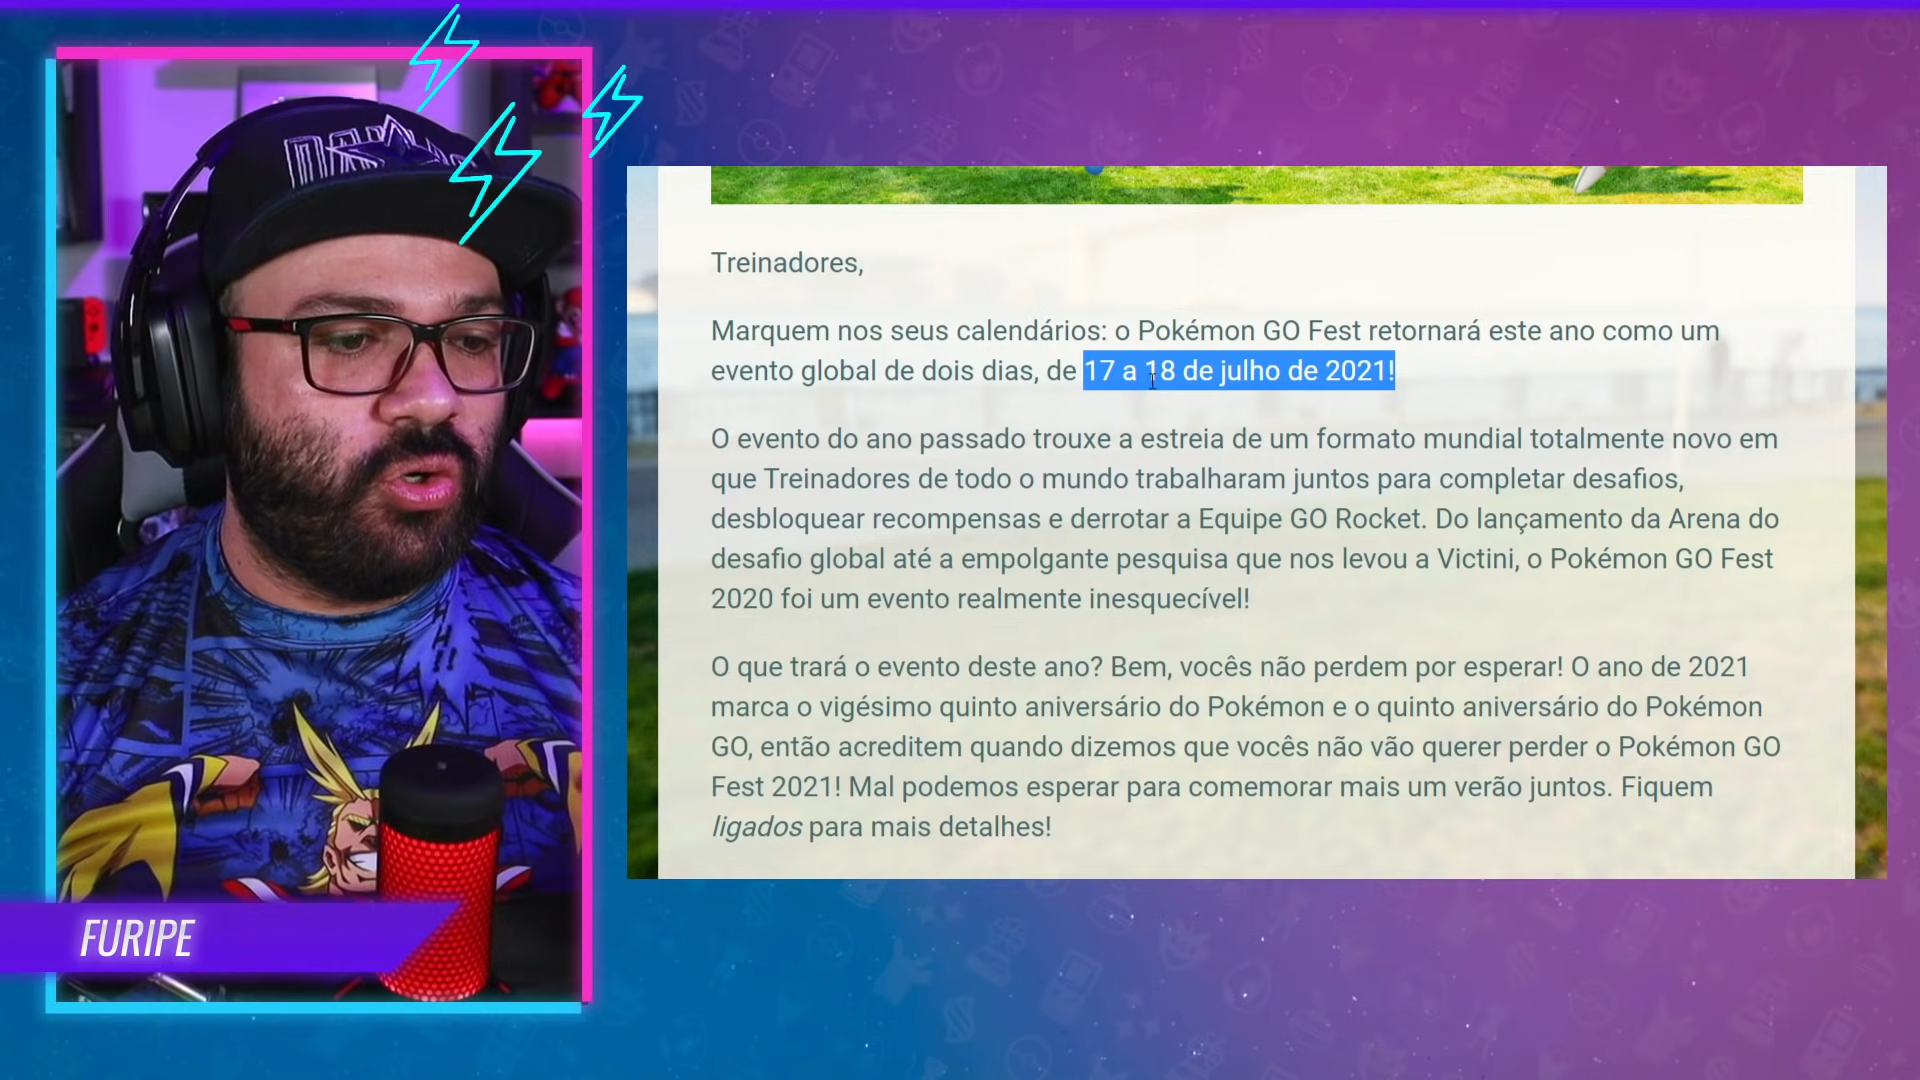 Treinadores,
Marquem nos seus calendários: o Pokémon GO Fest retornará este ano como um
evento global de dois dias, de 17 a 18 de julho de 2021!
O evento do ano passado trouxe a estreia de um formato mundial totalmente novo em
que Treinadores de todo o mundo trabalharam juntos para completar desafios,
desbloquear recompensas e derrotar a Equipe GO Rocket. Do lançamento da Arena do
desafio global até a empolgante pesquisa que nos levou a Victini, o Pokémon GO Fest
2020 foi um evento realmente inesquecível!
O que trará o evento deste ano? Bem, vocês não perdem por esperar! O ano de 2021
marca o vigésimo quinto aniversário do Pokémon e o quinto aniversário do Pokémon
GO, então acreditem quando dizemos que vocês não vão querer perder o Pokémon GO
Fest 2021! Mal podemos esperar para comemorar mais um verão juntos. Fiquem
ligados para mais detalhes!
FURIPE